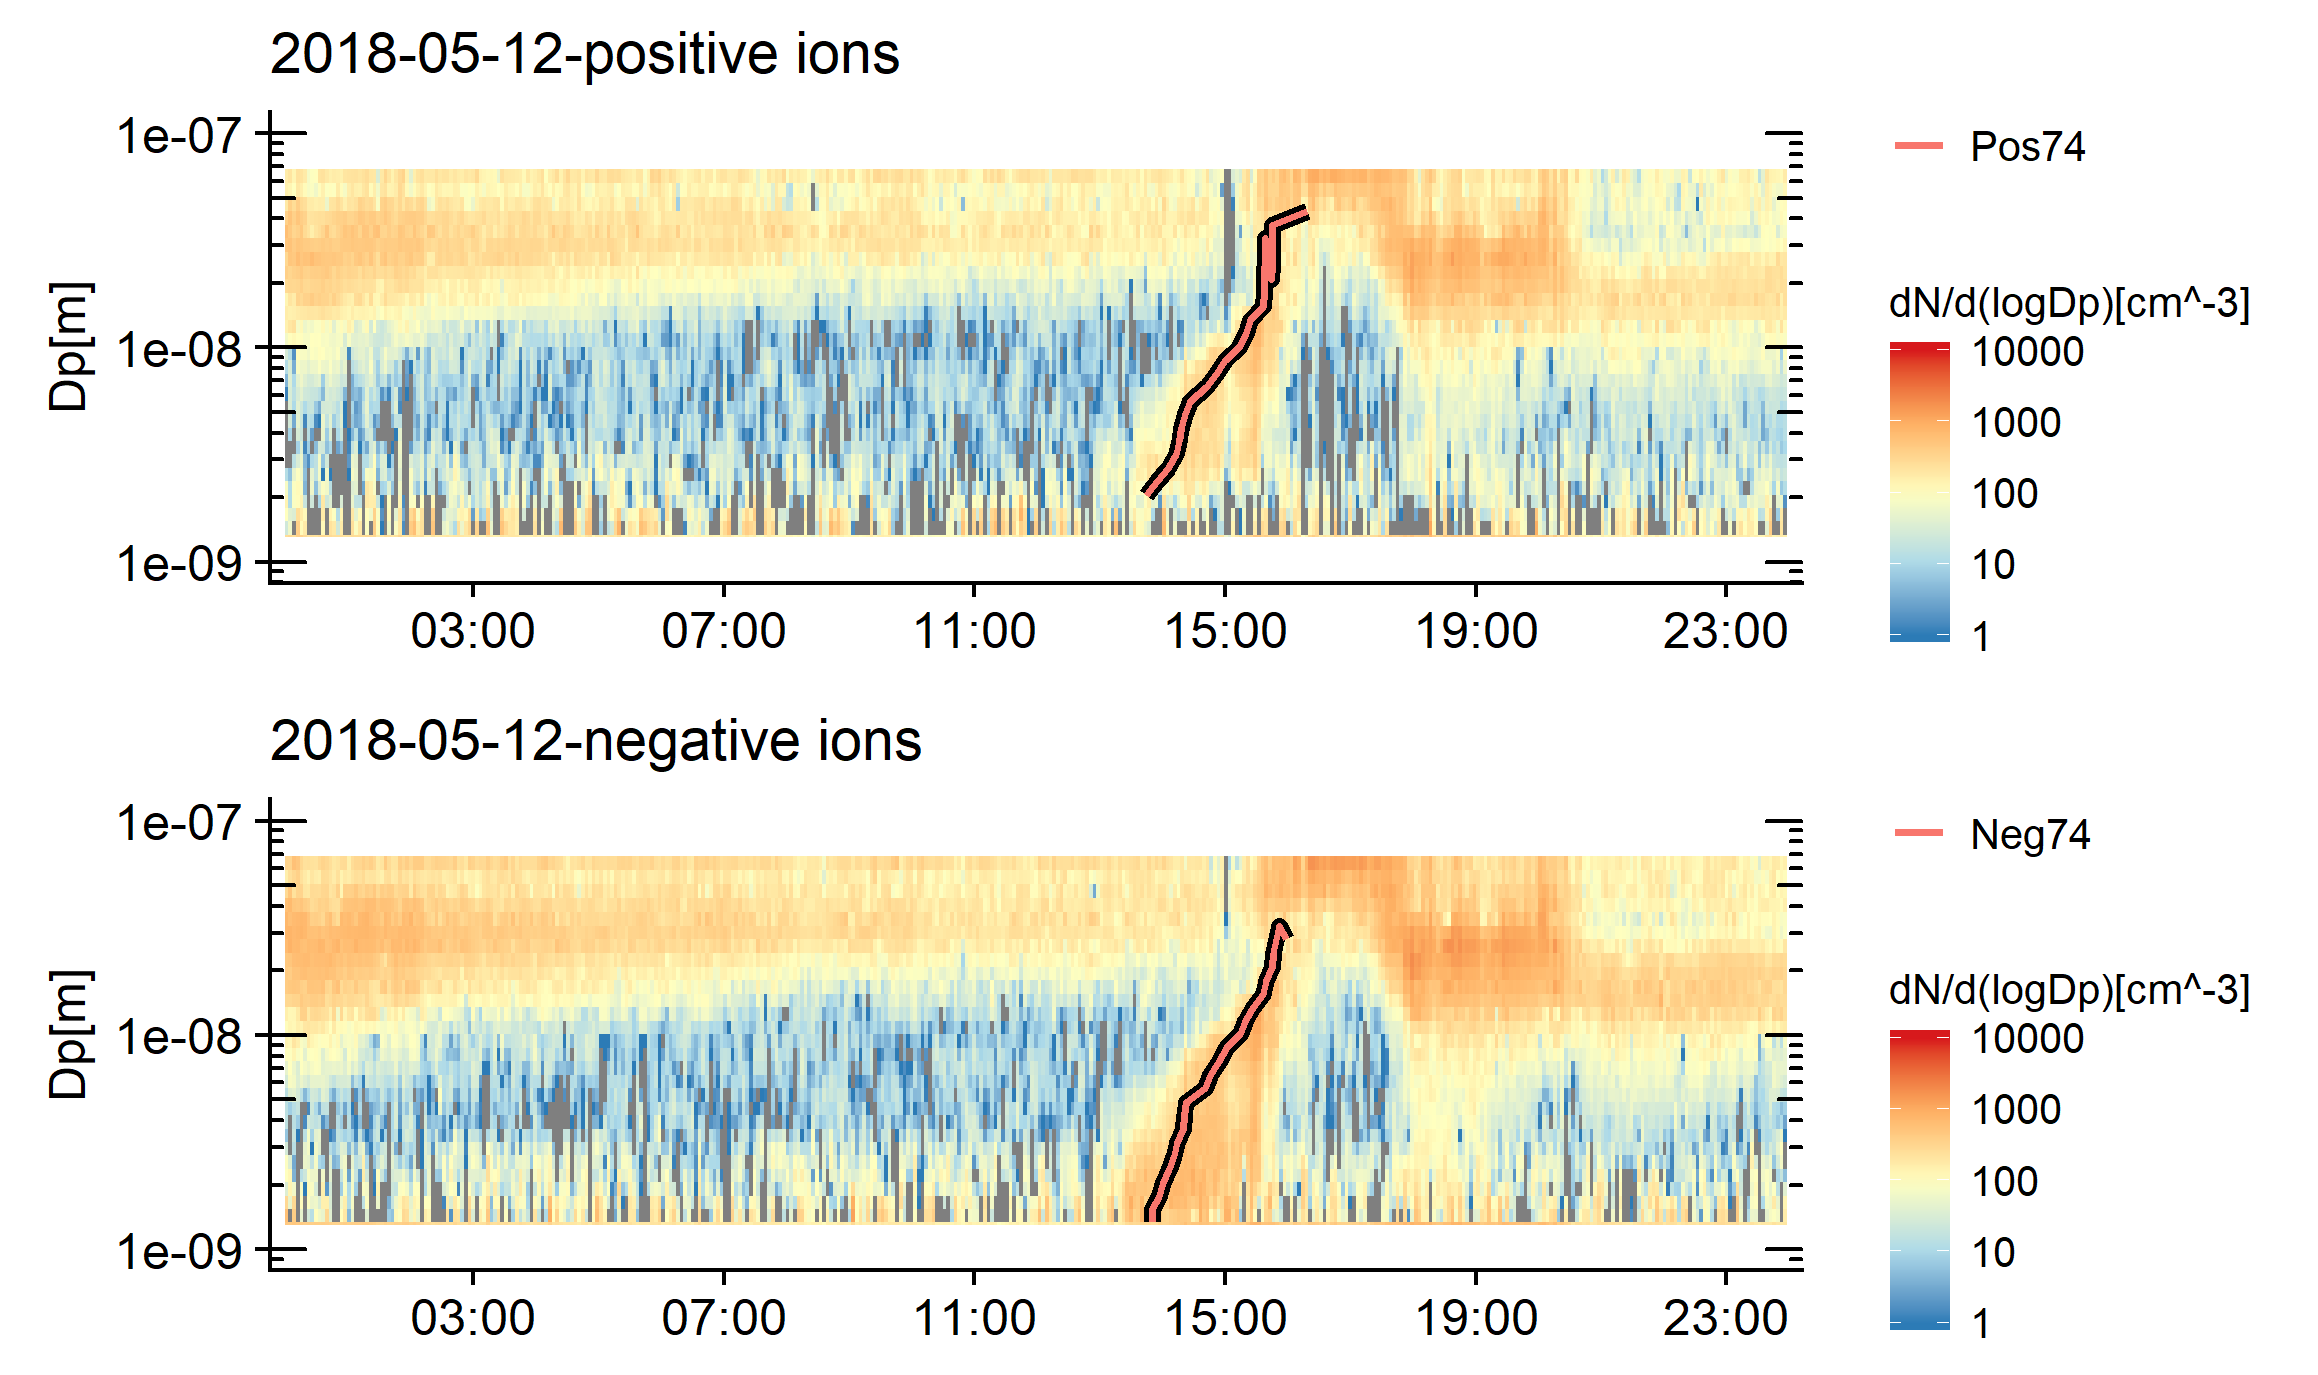 2018-05-12-positive ions
1e-07
1e-08
1e-09
Dp[m]
03:00 07:00 11:00 15:00 19:00 23:00
Pos74
dN/d(logDp)[cm^-3]
10000
1000
100
10
1
2018-05-12-negative ions
1e-07
1e-08
1e-09
Dp[m]
03:00 07:00 11:00 15:00 19:00 23:00
Neg74
dN/d(logDp)[cm^-3]
10000
1000
100
10
1